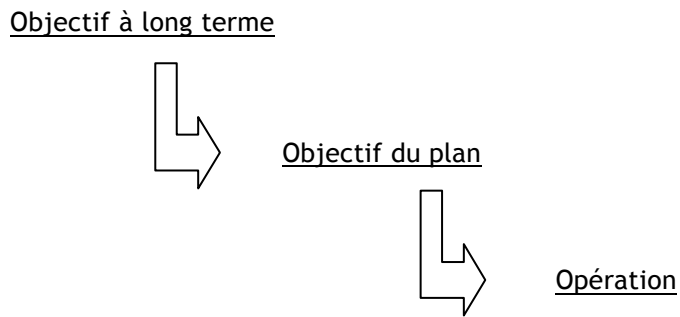 Objectif à long terme
Objectif du plan
Opération